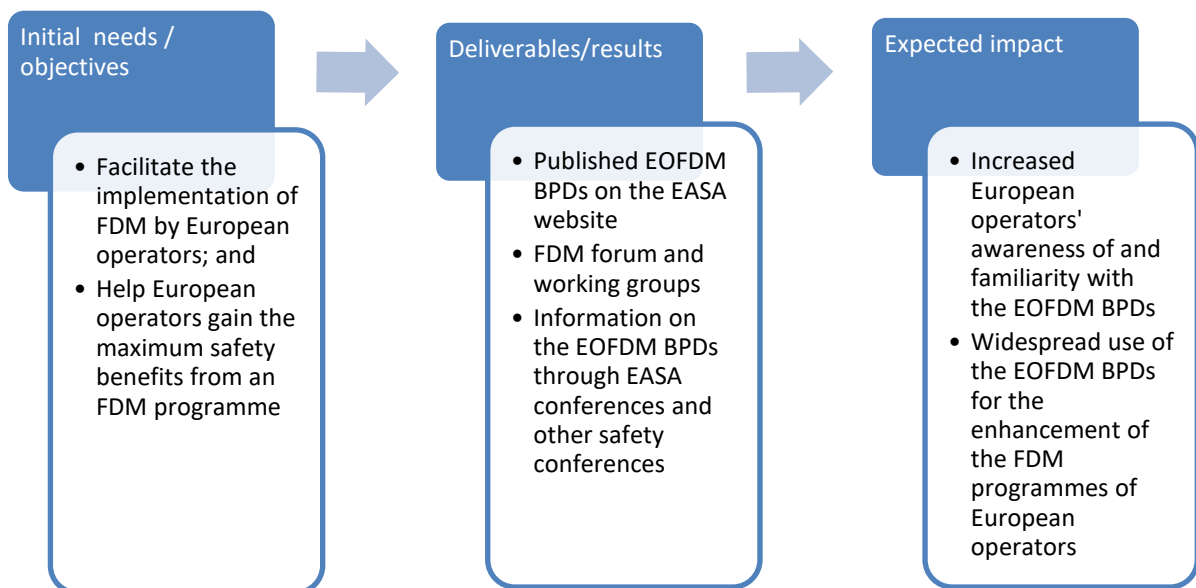 Initial needs /
objectives
• Facilitate the
implementation of
FDM by European
operators; and
• Help European
operators gain the
maximum safety
benefits from an
FDM programme
Deliverables/results
• Published EOFDM
BPDs on the EASA
website
• FDM forum and
working groups
• Information on
the EOFDM BPDs
through EASA
conferences and
other safety
conferences
Expected impact
• Increased
European
operators'
awareness of and
familiarity with
the EOFDM BPDs
• Widespread use of
the EOFDM BPDs
for the
enhancement of
the FDM
programmes of
European
operators